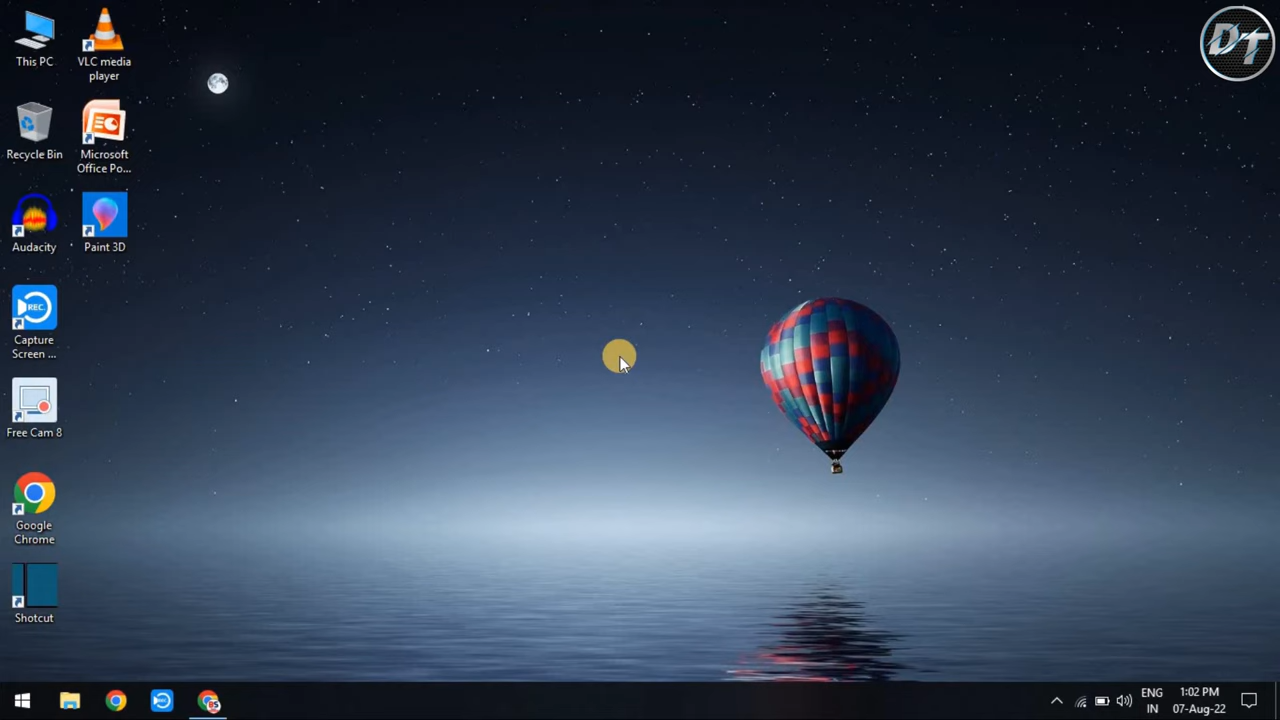 This PC
VLC media
player
Recycle Bin
Microsoft
Office Po...
Audacity
Paint 3D
REC
Capture
Screen ...
Free Cam 8
Google
Chrome
Shotcut
DT
ENG
IN
1:02 PM
07-Aug-22